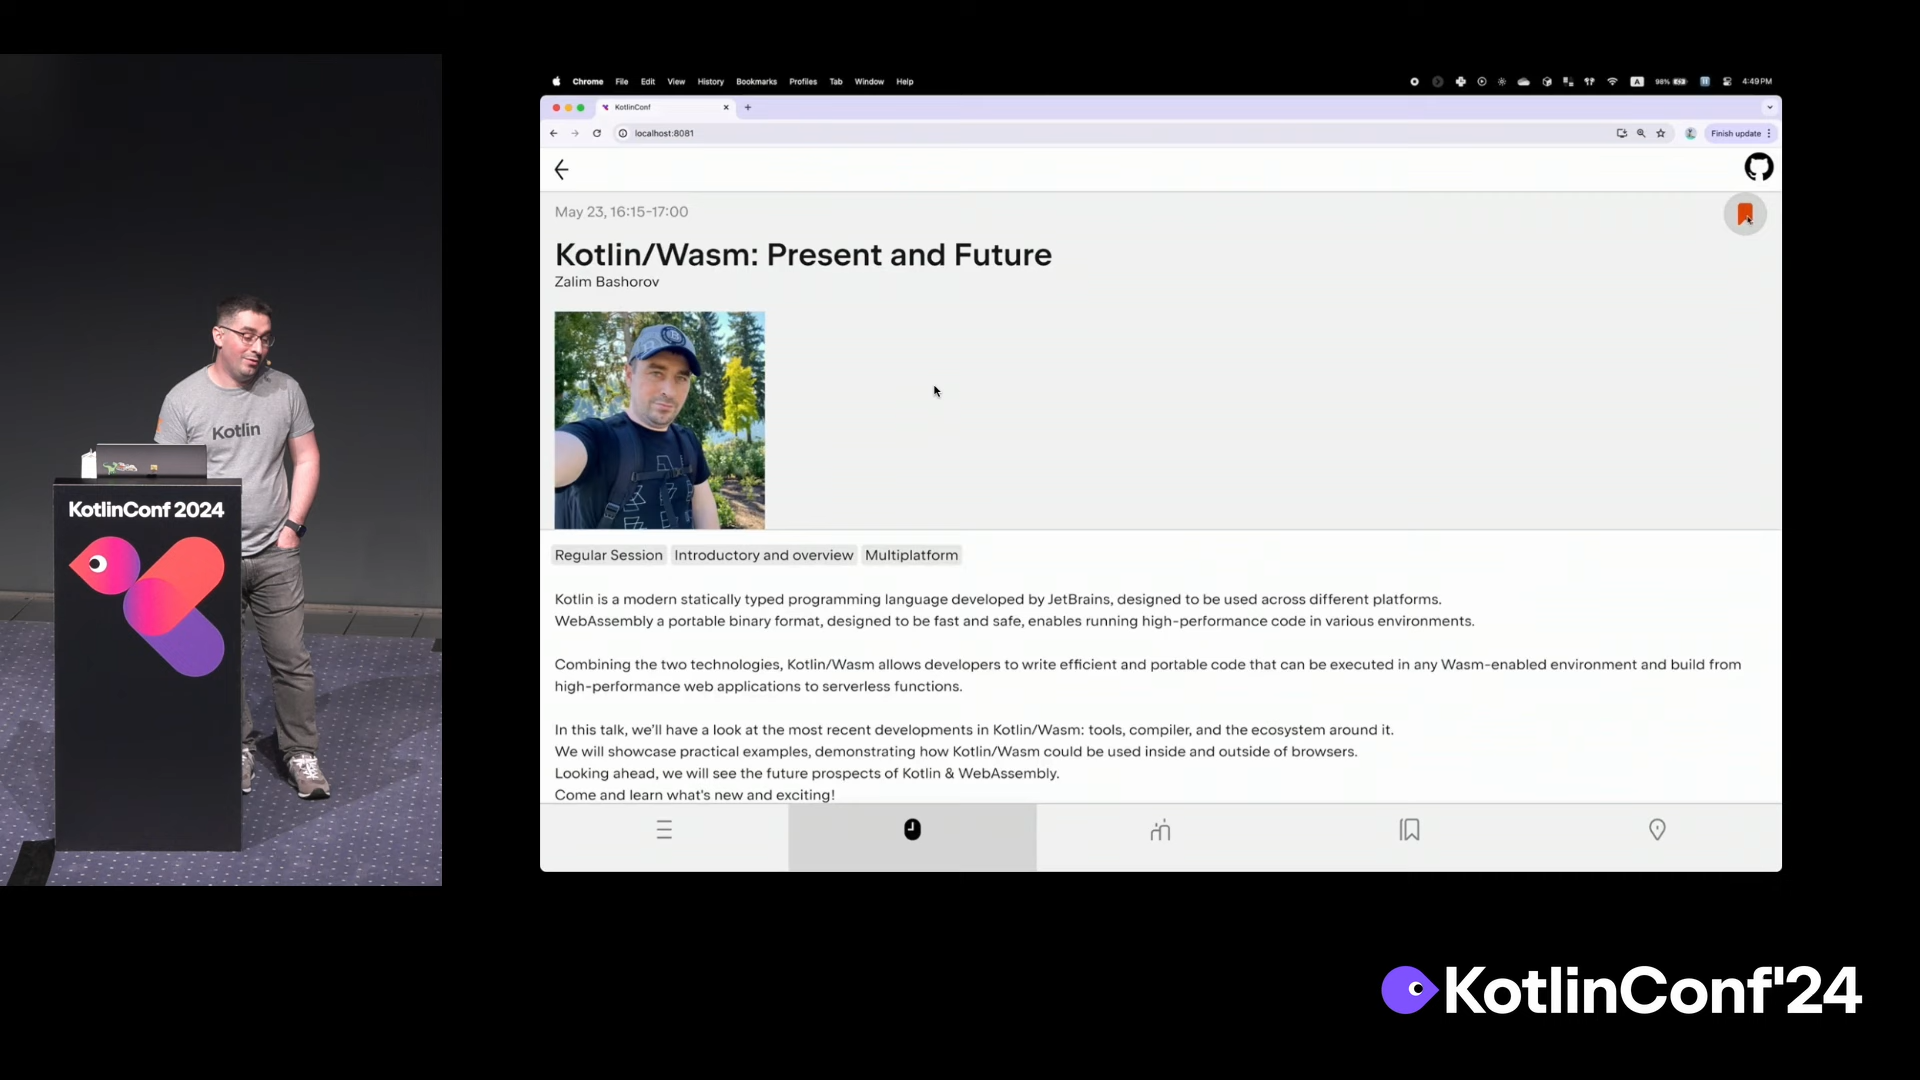 Kotlin
KotlinConf 2024
Chrome File Edit View History Bookmarks Profiles Tab Window Help
A 98% 4:49PM
KotlinConf
localhost:8081
Finish update
May 23, 16:15-17:00
Kotlin/Wasm: Present and Future
Zalim Bashorov
Regular Session Introductory and overview Multiplatform
Kotlin is a modern statically typed programming language developed by JetBrains, designed to be used across different platforms.
WebAssembly a portable binary format, designed to be fast and safe, enables running high-performance code in various environments.
Combining the two technologies, Kotlin/Wasm allows developers to write efficient and portable code that can be executed in any Wasm-enabled environment and build from
high-performance web applications to serverless functions.
In this talk, we'll have a look at the most recent developments in Kotlin/Wasm: tools, compiler, and the ecosystem around it.
We will showcase practical examples, demonstrating how Kotlin/Wasm could be used inside and outside of browsers.
Looking ahead, we will see the future prospects of Kotlin & WebAssembly.
Come and learn what's new and exciting!
KotlinConf'24